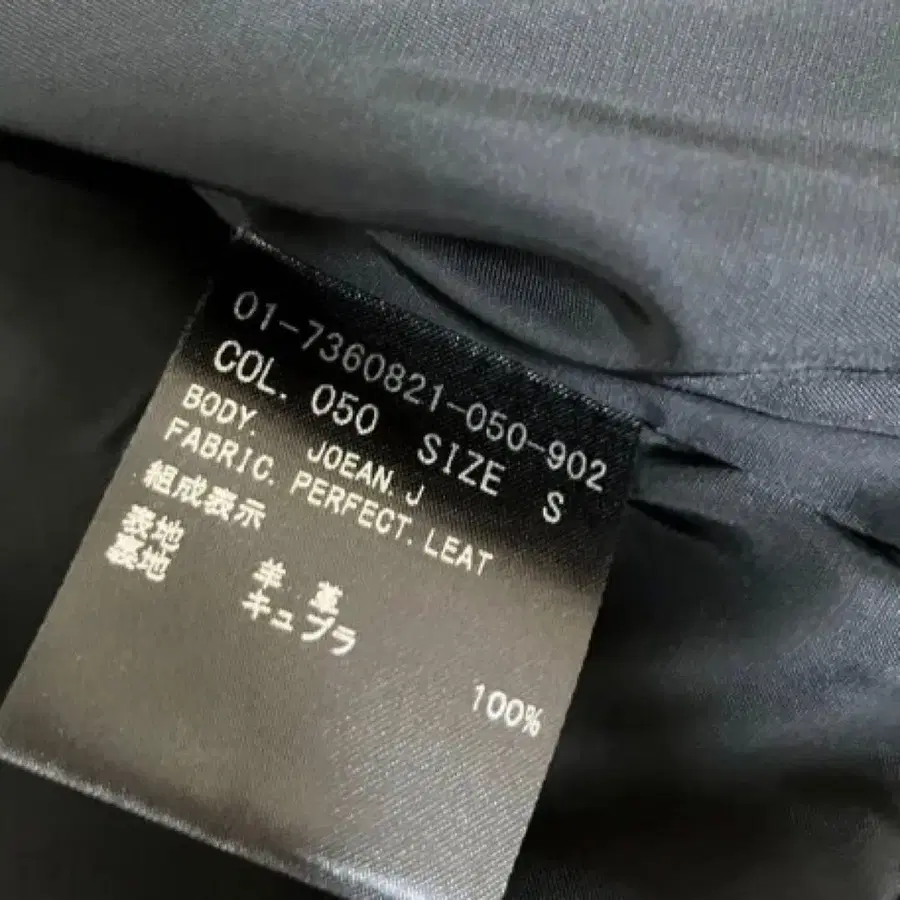 01-7360821-050-902
COL. 050 SIZE S
BODY. JOEAN.J
FABRIC. PERFECT.LEAT
組成表示
表地 羊 革
裏地 キュプラ 100%